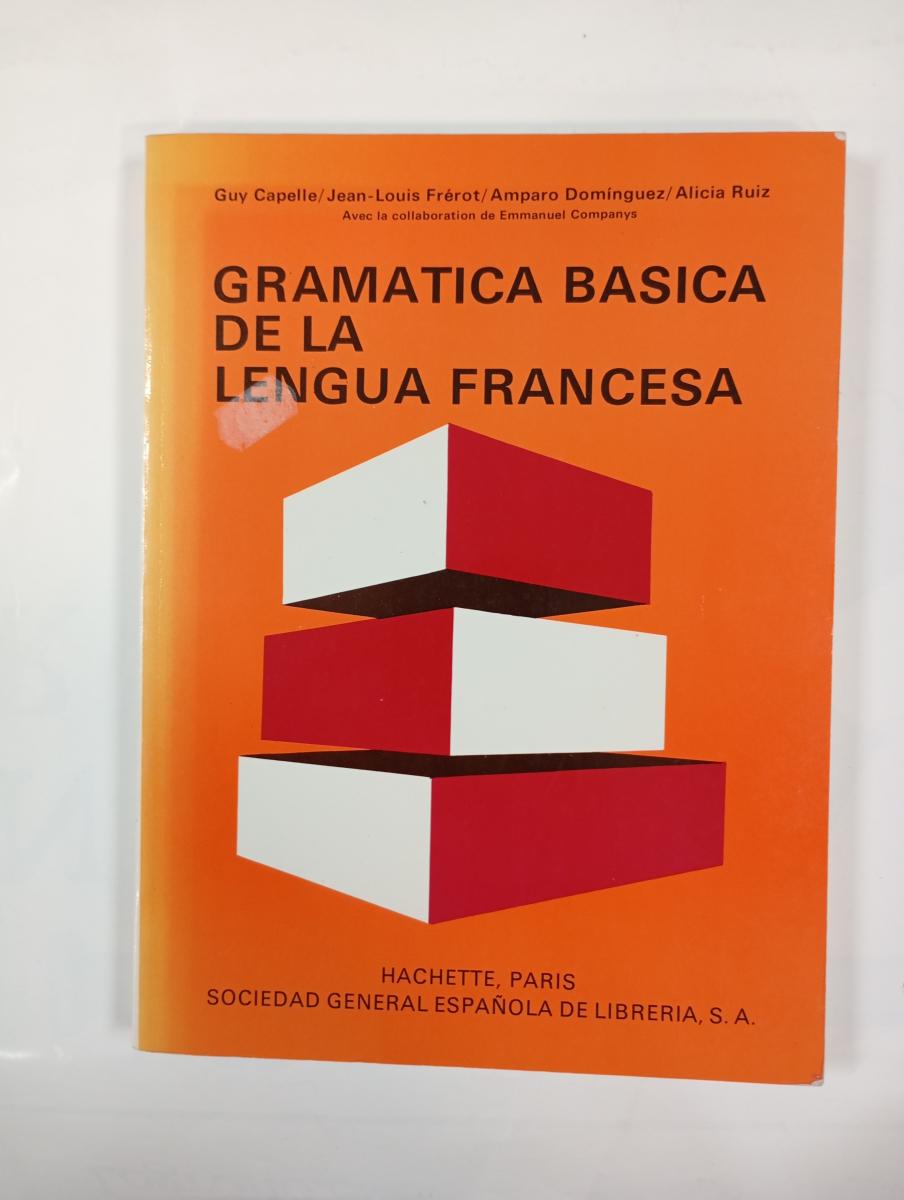 Guy Capelle/Jean-Louis Frérot/Amparo Domínguez/Alicia Ruiz
Avec la collaboration de Emmanuel Companys
GRAMATICA BASICA
DE LA
LENGUA FRANCESA
HACHETTE, PARIS
SOCIEDAD GENERAL ESPAÑOLA DE LIBRERIA, S. A.